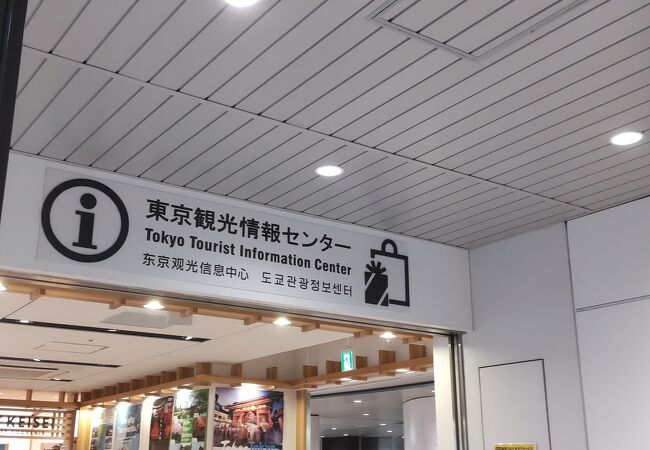 i 東京観光情報センター
Tokyo Tourist Information Center
东京观光信息中心 도쿄관광정보센터
KEISEI